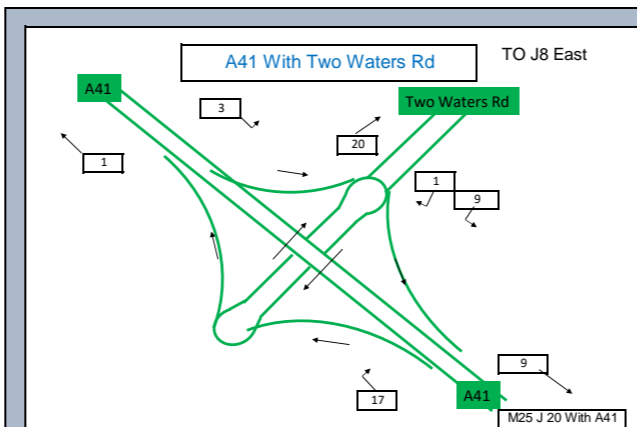 A41 With Two Waters Rd
TO J8 East
A41
3
Two Waters Rd
20
1
1
9
9
17
A41
M25 J 20 With A41